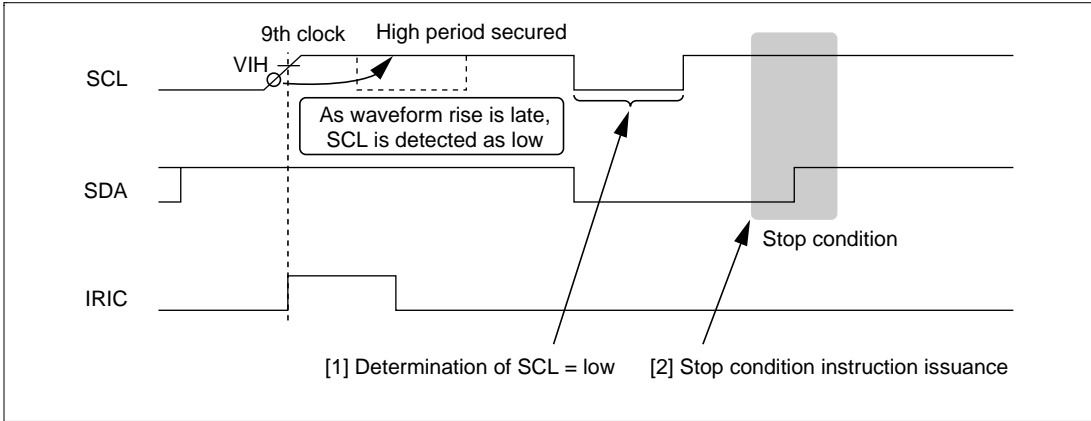 9th clock
High period secured
VIH
SCL
As waveform rise is late,
SCL is detected as low
SDA
Stop condition
IRIC
[1] Determination of SCL = low
[2] Stop condition instruction issuance